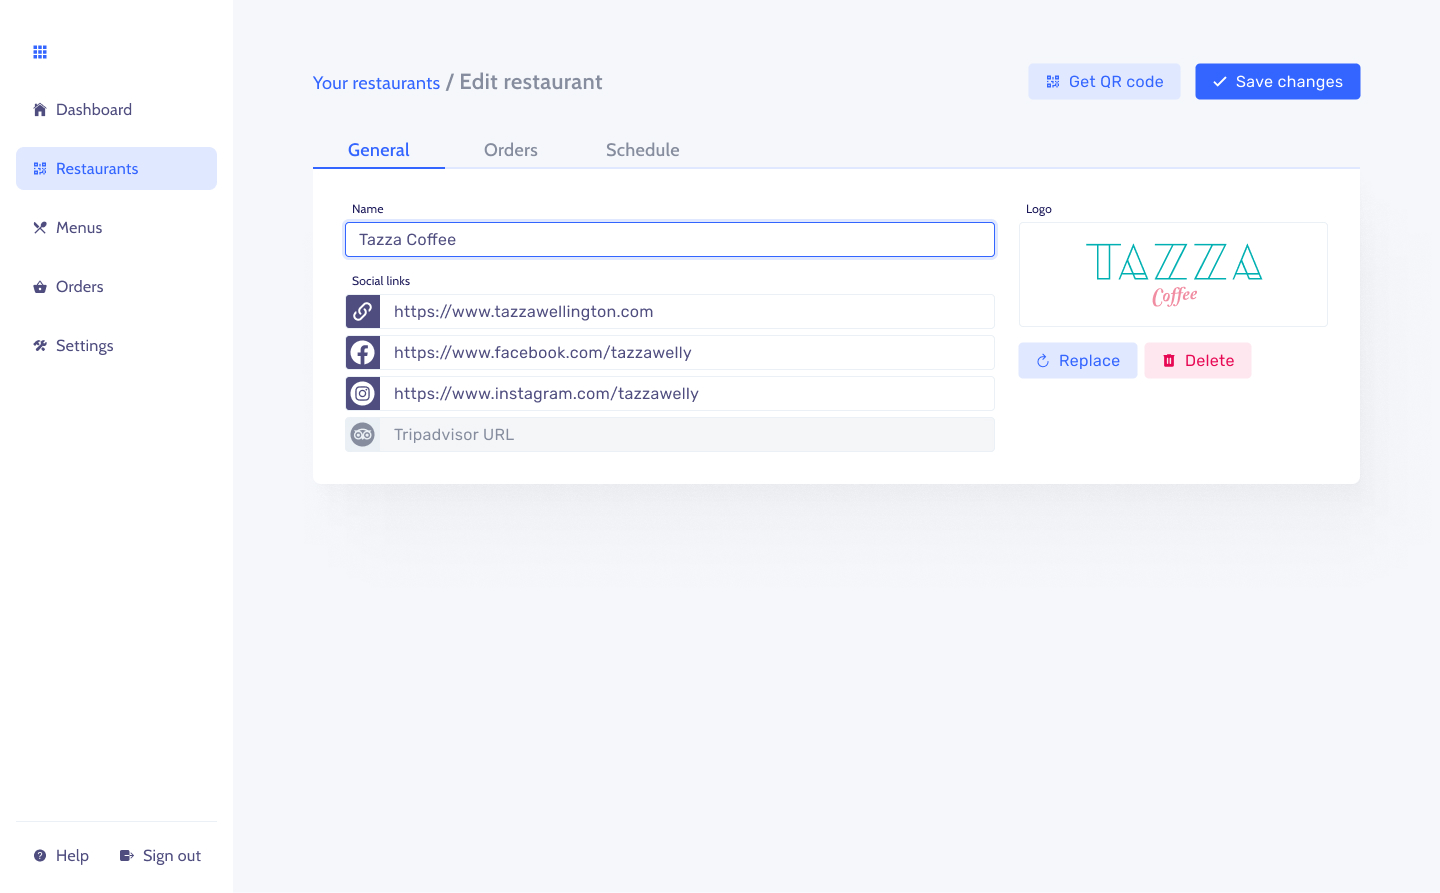 Dashboard
Restaurants
Menus
Orders
Settings
Help
Sign out
Your restaurants / Edit restaurant
Get QR code
Save changes
General
Orders
Schedule
Name
Tazza Coffee
Social links
https://www.tazzawellington.com
https://www.facebook.com/tazzawelly
https://www.instagram.com/tazzawelly
Tripadvisor URL
Logo
TAZZA
Coffee
Replace
Delete